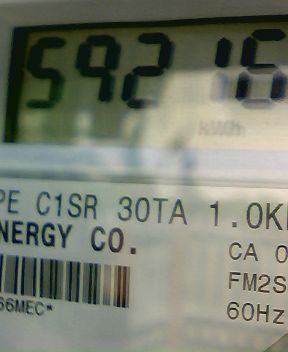 59216
kWh
PE C1SR 30TA 1.0K
NERGY CO.
CA 0
FM2S
66MEC*
60Hz